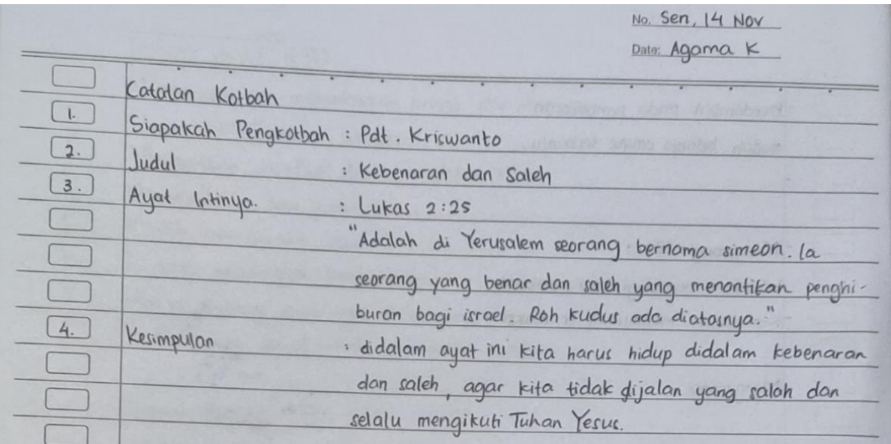 No. Sen, 14 Nov
Date: Agama K
Catatan Kotbah
1. Siapakah Pengkotbah : Pdt. Kriswanto
2. Judul : Kebenaran dan Saleh
3. Ayat Intinya. : Lukas 2:25
"Adalah di Yerusalem seorang bernama simeon. Ia
seorang yang benar dan saleh yang menantikan penghi-
buran bagi israel. Roh kudus ada diatasnya."
4. Kesimpulan : didalam ayat ini kita harus hidup didalam kebenaran
dan saleh, agar kita tidak dijalan yang salah dan
selalu mengikuti Tuhan Yesus.